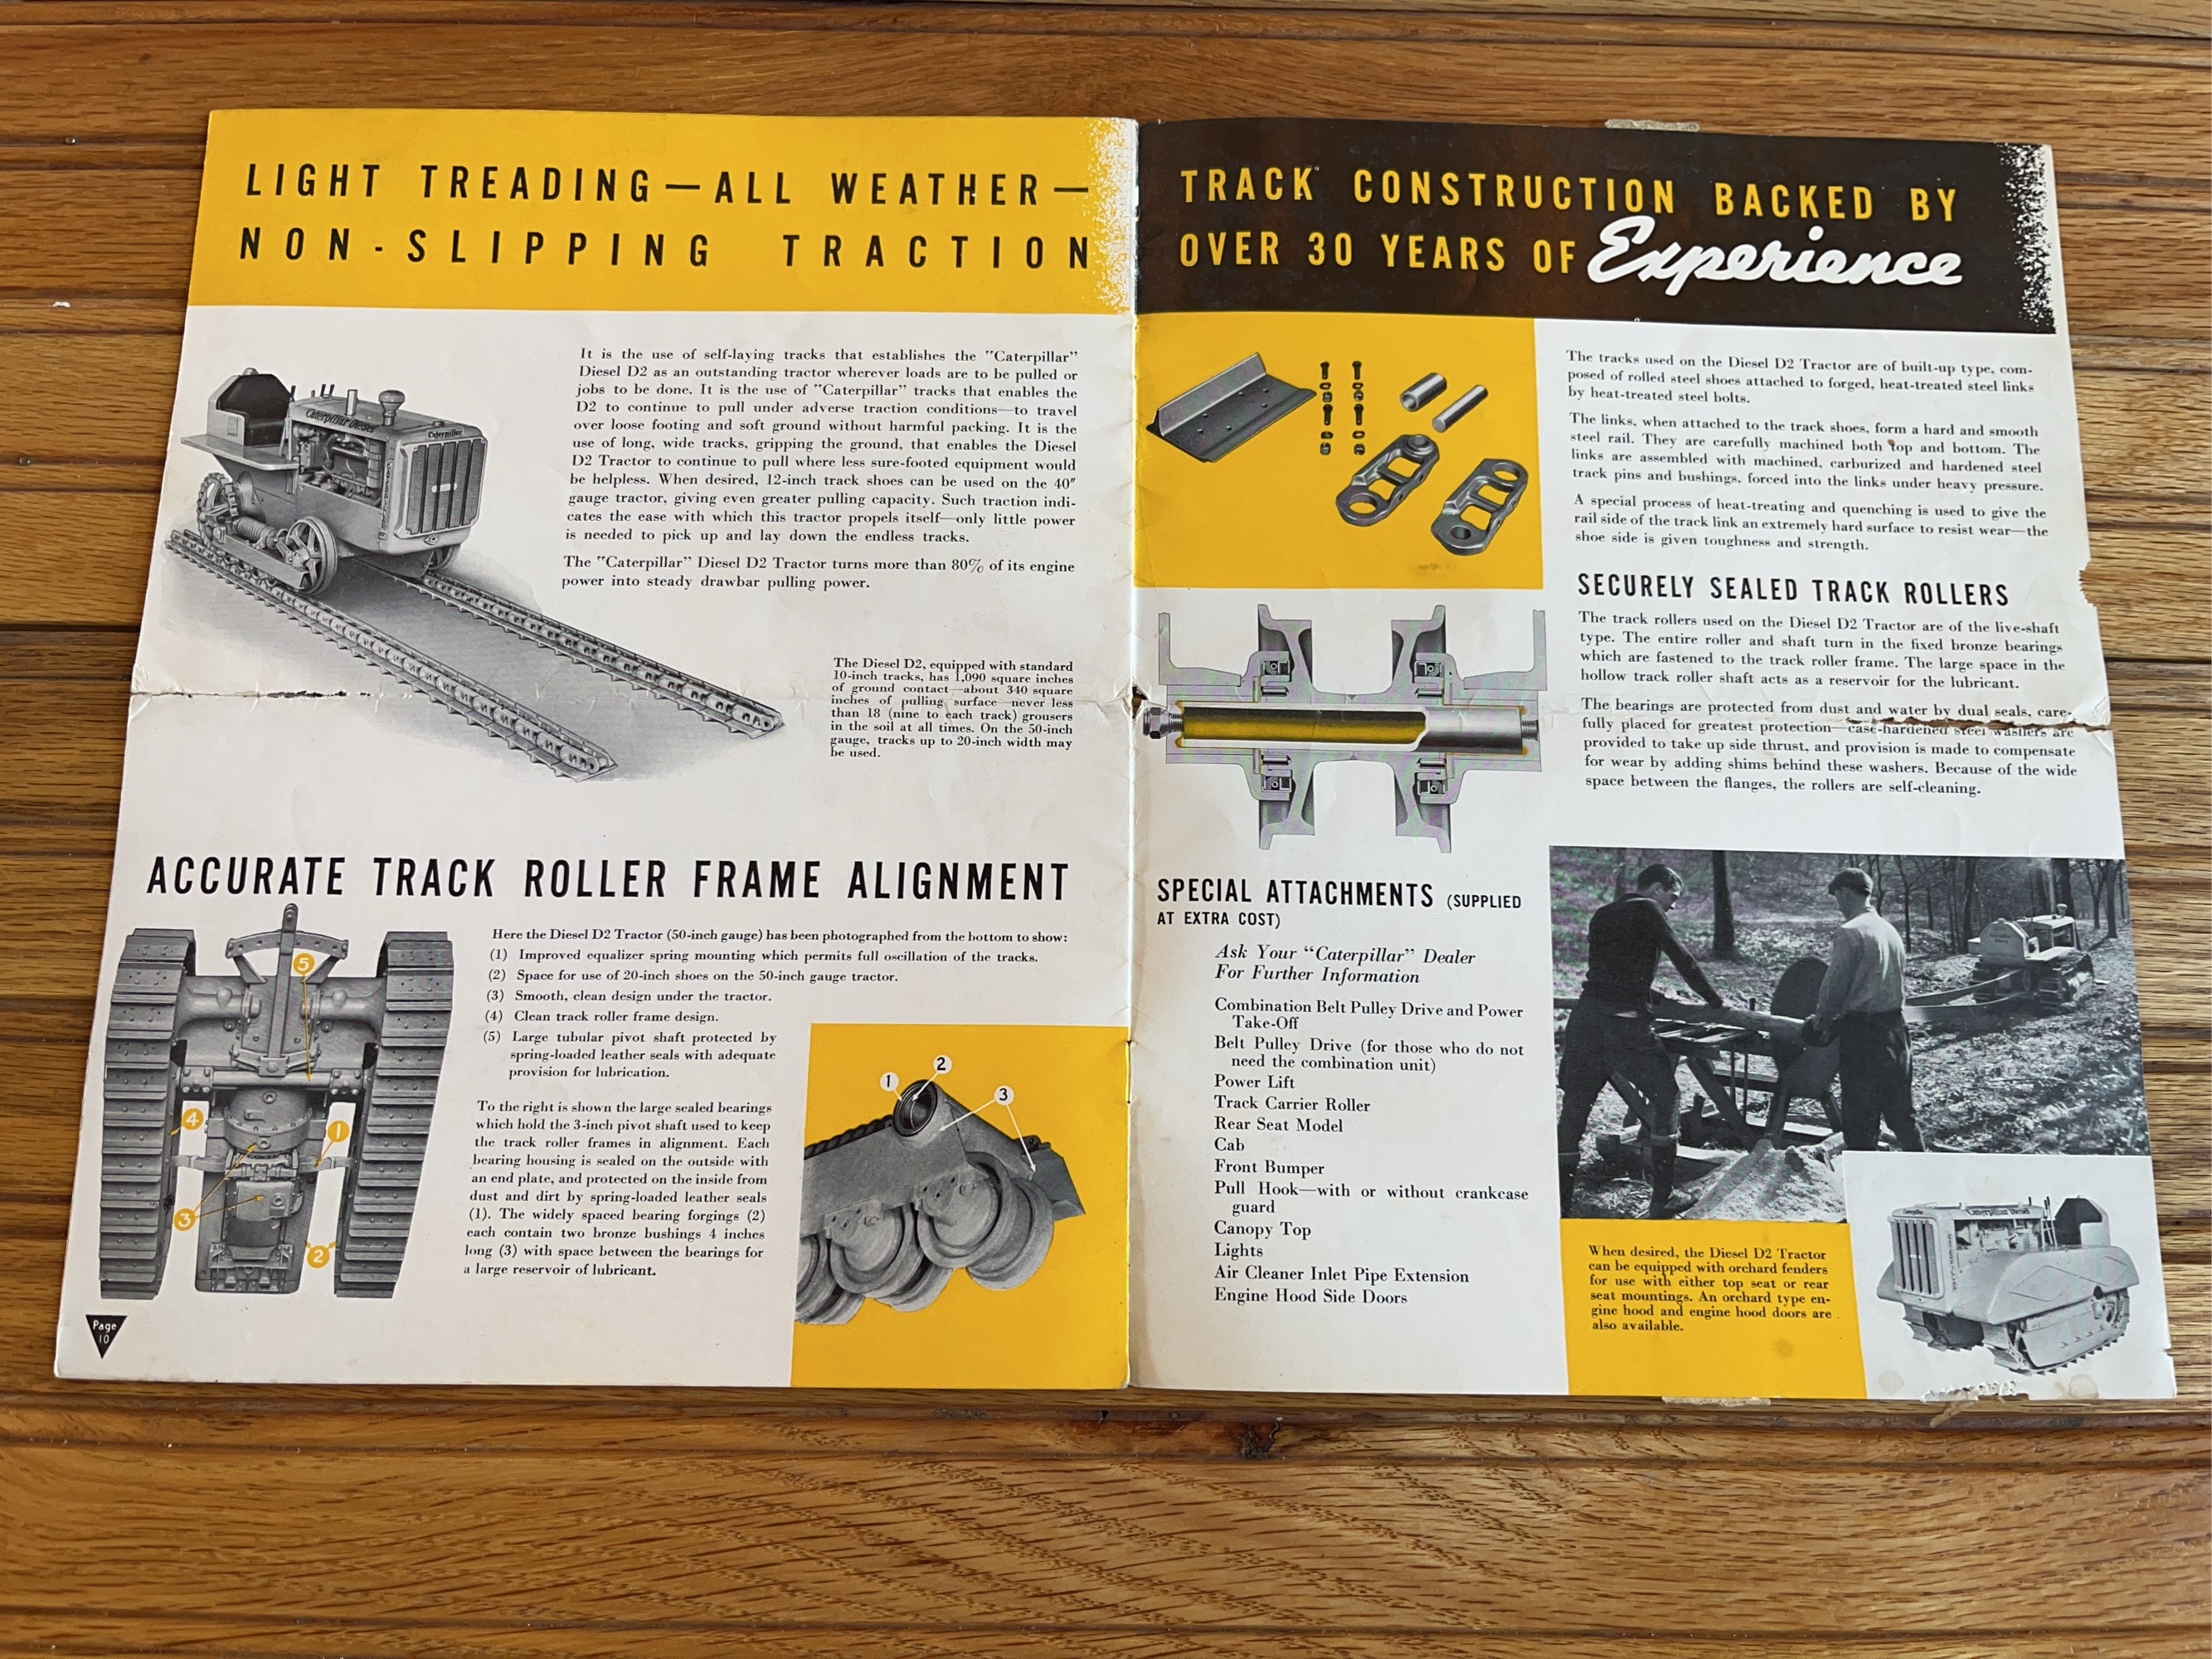 LIGHT TREADING—ALL WEATHER—
NON-SLIPPING TRACTION
It is the use of self-laying tracks that establishes the "Caterpillar"
Diesel D2 as an outstanding tractor wherever loads are to be pulled or
jobs to be done. It is the use of "Caterpillar" tracks that enables the
D2 to continue to pull under adverse traction conditions—to travel
over loose footing and soft ground without harmful packing. It is the
use of long, wide tracks, gripping the ground, that enables the Diesel
D2 Tractor to continue to pull where less sure-footed equipment would
be helpless. When desired, 12-inch track shoes can be used on the 40"
gauge tractor, giving even greater pulling capacity. Such traction indi-
cates the ease with which this tractor propels itself—only little power
is needed to pick up and lay down the endless tracks.
The "Caterpillar" Diesel D2 Tractor turns more than 80% of its engine
power into steady drawbar pulling power.
Caterpillar Diesel
Caterpillar
The Diesel D2, equipped with standard
10-inch tracks, has 1,090 square inches
of ground contact—about 340 square
inches of pulling surface—never less
than 18 (nine to each track) grousers
in the soil at all times. On the 50-inch
gauge, tracks up to 20-inch width may
be used.
ACCURATE TRACK ROLLER FRAME ALIGNMENT
Here the Diesel D2 Tractor (50-inch gauge) has been photographed from the bottom to show:
(1) Improved equalizer spring mounting which permits full oscillation of the tracks.
(2) Space for use of 20-inch shoes on the 50-inch gauge tractor.
(3) Smooth, clean design under the tractor.
(4) Clean track roller frame design.
(5) Large tubular pivot shaft protected by
spring-loaded leather seals with adequate
provision for lubrication.
5
4
1
3
2
To the right is shown the large sealed bearings
which hold the 3-inch pivot shaft used to keep
the track roller frames in alignment. Each
bearing housing is sealed on the outside with
an end plate, and protected on the inside from
dust and dirt by spring-loaded leather seals
(1). The widely spaced bearing forgings (2)
each contain two bronze bushings 4 inches
long (3) with space between the bearings for
a large reservoir of lubricant.
1
2
3
Page
10
TRACK CONSTRUCTION BACKED BY
OVER 30 YEARS OF Experience
The tracks used on the Diesel D2 Tractor are of built-up type, com-
posed of rolled steel shoes attached to forged, heat-treated steel links
by heat-treated steel bolts.
The links, when attached to the track shoes, form a hard and smooth
steel rail. They are carefully machined both top and bottom. The
links are assembled with machined, carburized and hardened steel
track pins and bushings, forced into the links under heavy pressure.
A special process of heat-treating and quenching is used to give the
rail side of the track link an extremely hard surface to resist wear—the
shoe side is given toughness and strength.
SECURELY SEALED TRACK ROLLERS
The track rollers used on the Diesel D2 Tractor are of the live-shaft
type. The entire roller and shaft turn in the fixed bronze bearings
which are fastened to the track roller frame. The large space in the
hollow track roller shaft acts as a reservoir for the lubricant.
The bearings are protected from dust and water by dual seals, care-
fully placed for greatest protection—case-hardened steel washers are
provided to take up side thrust, and provision is made to compensate
for wear by adding shims behind these washers. Because of the wide
space between the flanges, the rollers are self-cleaning.
SPECIAL ATTACHMENTS (SUPPLIED
AT EXTRA COST)
Ask Your "Caterpillar" Dealer
For Further Information
Combination Belt Pulley Drive and Power
Take-Off
Belt Pulley Drive (for those who do not
need the combination unit)
Power Lift
Track Carrier Roller
Rear Seat Model
Cab
Front Bumper
Pull Hook—with or without crankcase
guard
Canopy Top
Lights
Air Cleaner Inlet Pipe Extension
Engine Hood Side Doors
When desired, the Diesel D2 Tractor
can be equipped with orchard fenders
for use with either top seat or rear
seat mountings. An orchard type en-
gine hood and engine hood doors are
also available.
Caterpillar
Caterpillar Diesel